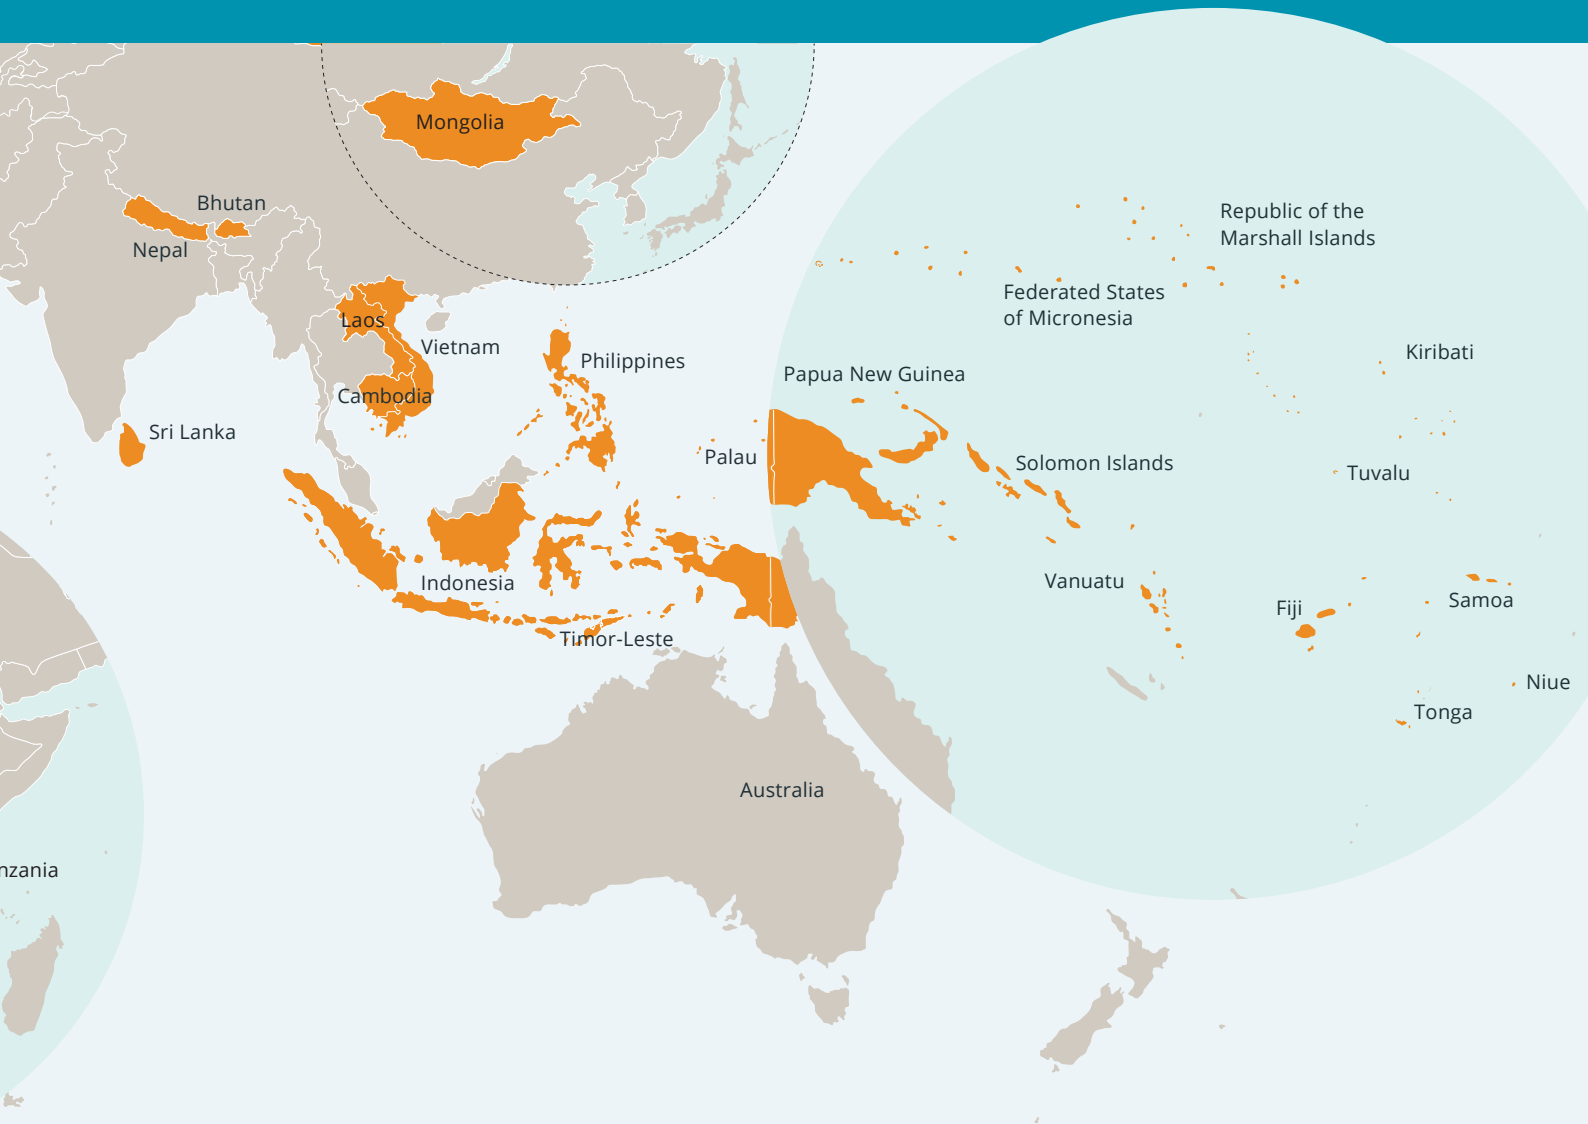 Mongolia
Bhutan
Nepal
Republic of the
Marshall Islands
Federated States
of Micronesia
Laos
Vietnam
Philippines
Kiribati
Papua New Guinea
Cambodia
Sri Lanka
Palau
Solomon Islands
Tuvalu
Indonesia
Vanuatu
Fiji
Samoa
Timor-Leste
Niue
Tonga
Australia
nzania